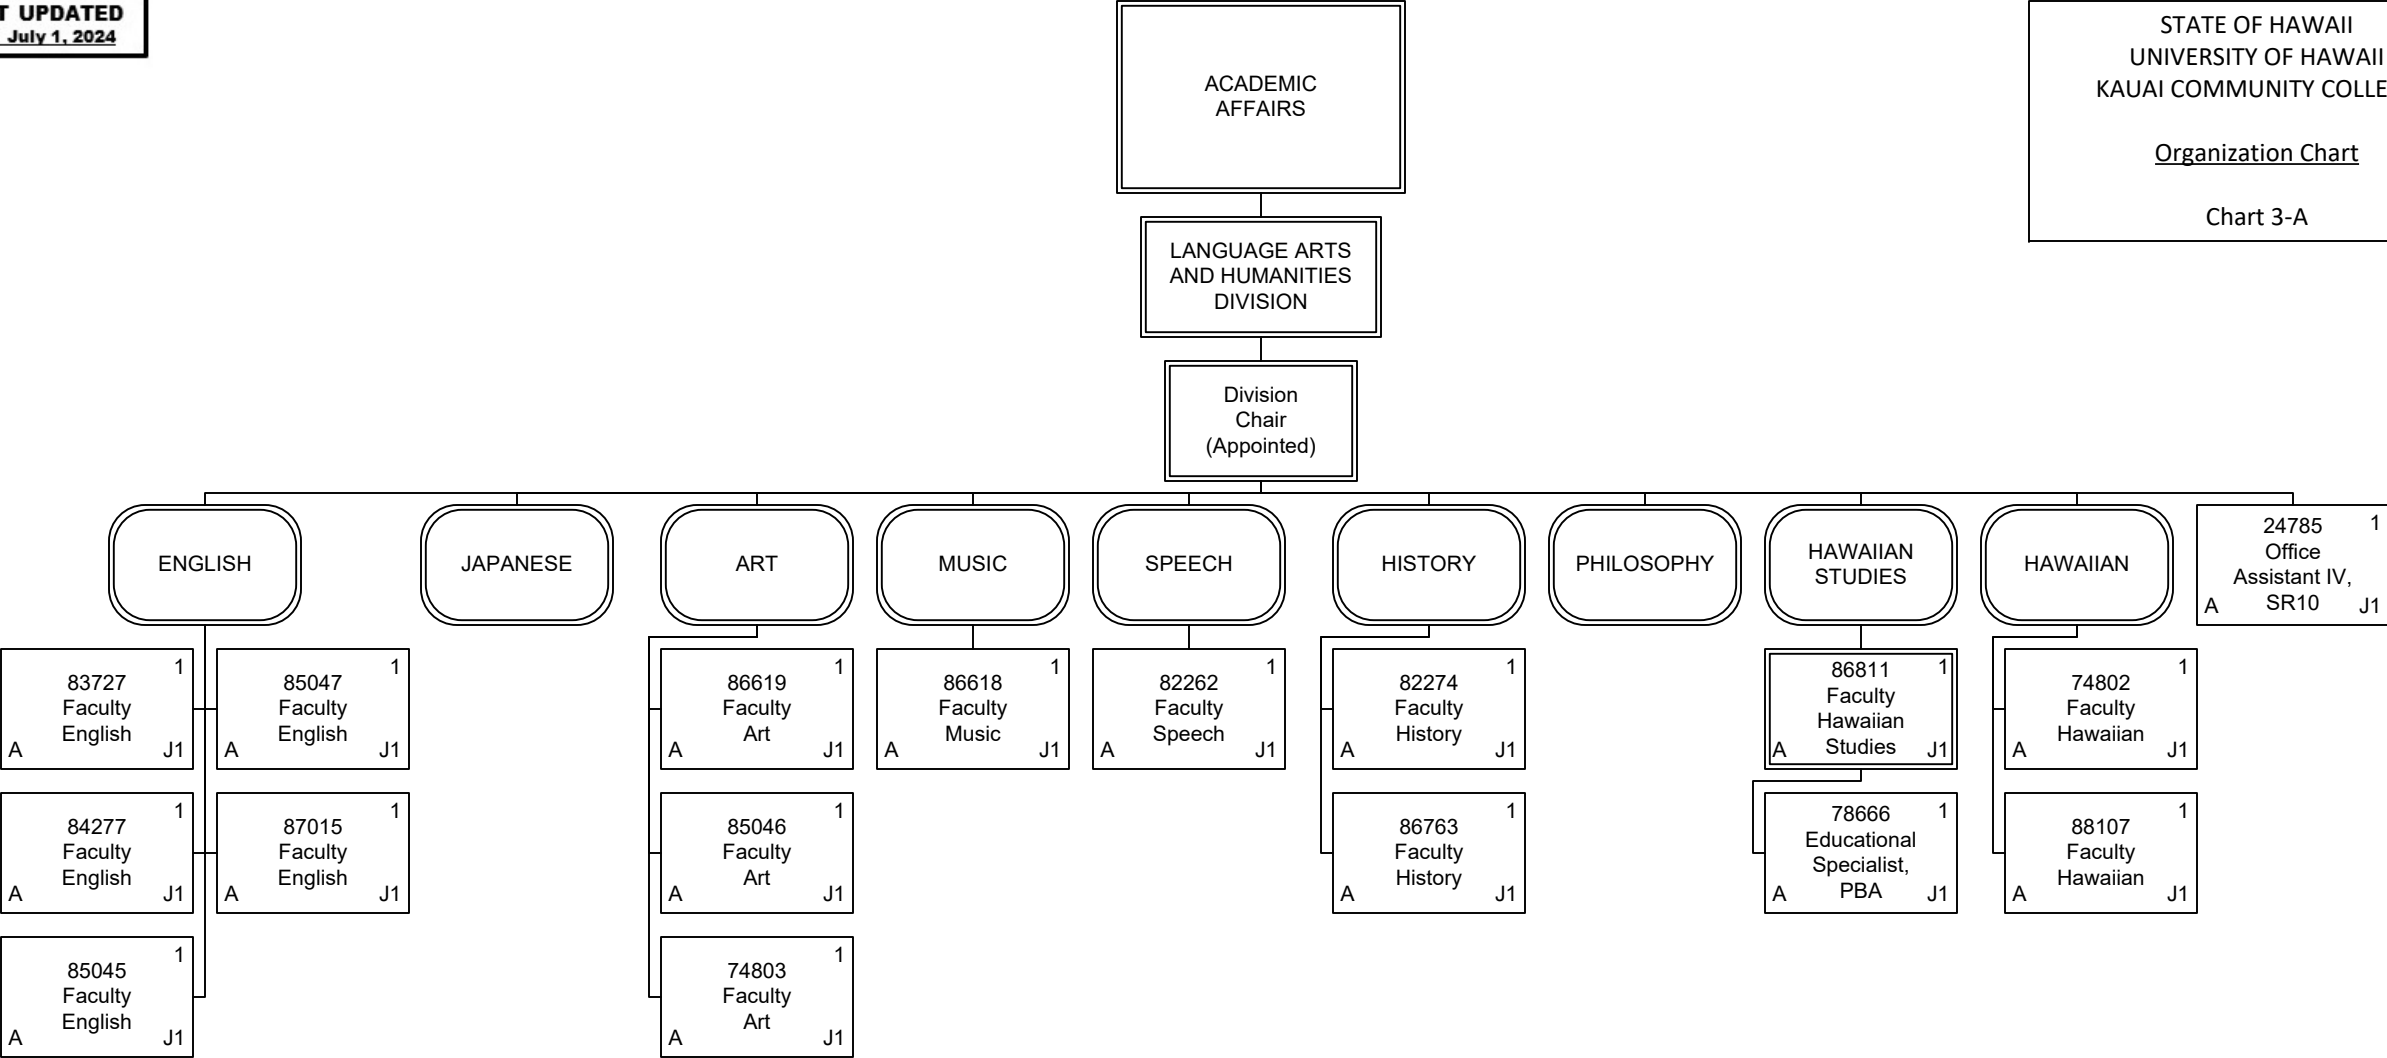 UPDATED
July 1, 2024
STATE OF HAWAII
UNIVERSITY OF HAWAII
KAUAI COMMUNITY
Organization Chart
Chart 3-A
ACADEMIC
AFFAIRS
LANGUAGE ARTS
AND HUMANITIES
DIVISION
Division
Chair
(Appointed)
ENGLISH
JAPANESE
ART
MUSIC
SPEECH
HISTORY
PHILOSOPHY
HAWAIIAN
STUDIES
HAWAIIAN
24785 1
Office
Assistant IV,
A SR10 J1
83727 1
Faculty
English
A J1
85047 1
Faculty
English
A J1
84277 1
Faculty
English
A J1
87015 1
Faculty
English
A J1
85045 1
Faculty
English
A J1
86619 1
Faculty
Art
A J1
85046 1
Faculty
Art
A J1
74803 1
Faculty
Art
A J1
86618 1
Faculty
Music
A J1
82262 1
Faculty
Speech
A J1
82274 1
Faculty
History
A J1
86763 1
Faculty
History
A J1
86811 1
Faculty
Hawaiian
A Studies J1
78666 1
Educational
Specialist,
A PBA J1
74802 1
Faculty
Hawaiian
A J1
88107 1
Faculty
Hawaiian
A J1